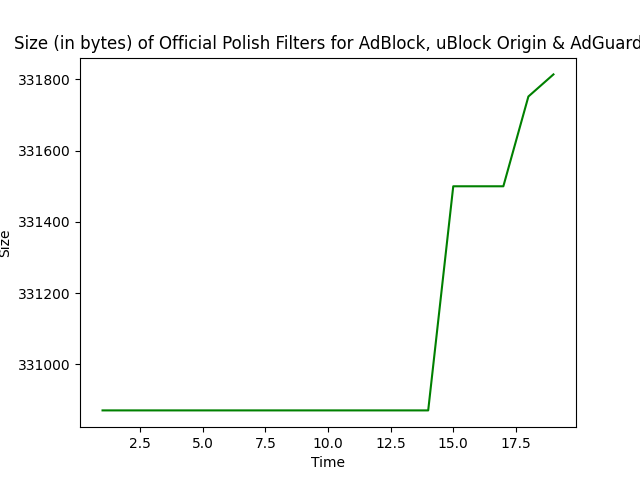 Size (in bytes) of Official Polish Filters for AdBlock, uBlock Origin & AdGuard
331800
331600
331400
331200
331000
Size
2.5 5.0 7.5 10.0 12.5 15.0 17.5
Time